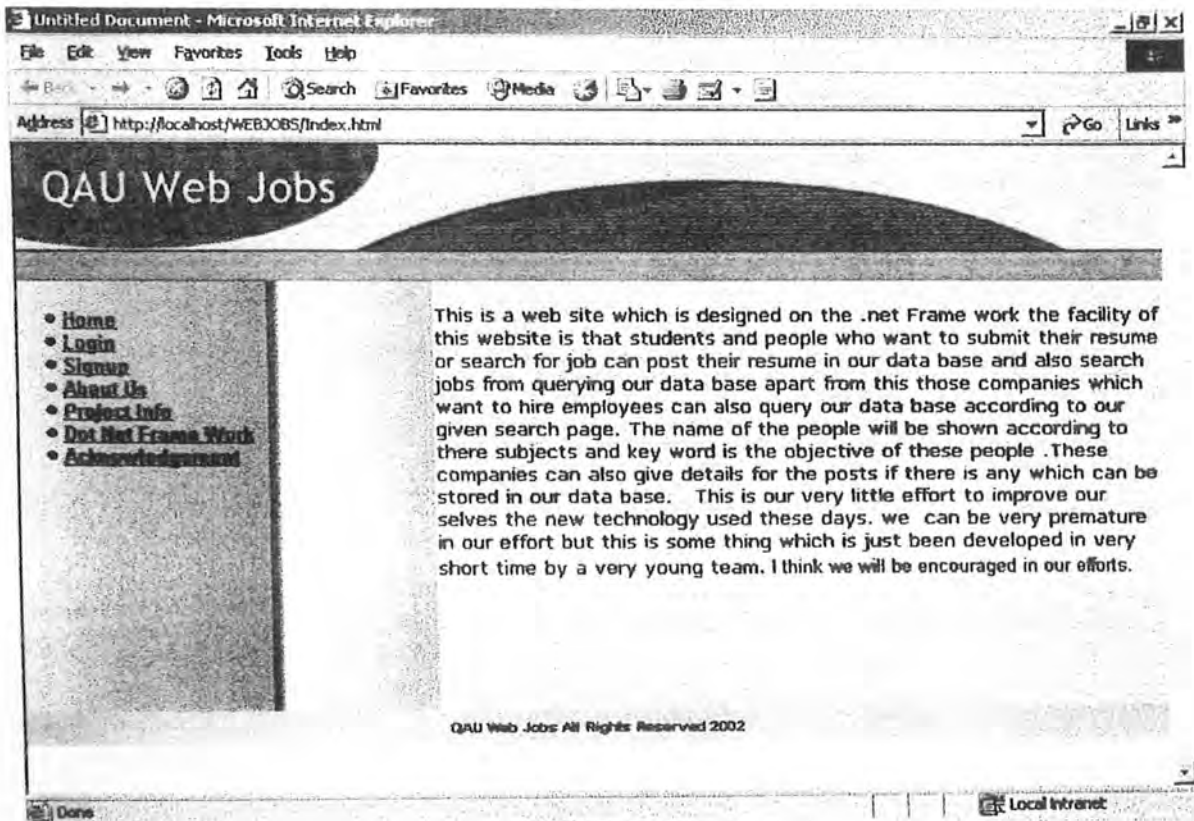 Untitled Document - Microsoft Internet Explorer
File Edit View Favorites Tools Help
Back Search Favorites Media
Address http://localhost/WEBJOBS/Index.html Go Links »
QAU Web Jobs
Home
Login
Signup
About Us
Project Info
Dot Net Frame Work
Acknowledgement
This is a web site which is designed on the .net Frame work the facility of
this website is that students and people who want to submit their resume
or search for job can post their resume in our data base and also search
jobs from querying our data base apart from this those companies which
want to hire employees can also query our data base according to our
given search page. The name of the people will be shown according to
there subjects and key word is the objective of these people .These
companies can also give details for the posts if there is any which can be
stored in our data base. This is our very little effort to improve our
selves the new technology used these days. we can be very premature
in our effort but this is some thing which is just been developed in very
short time by a very young team. I think we will be encouraged in our efforts.
QAU Web Jobs All Rights Reserved 2002
Done Local intranet